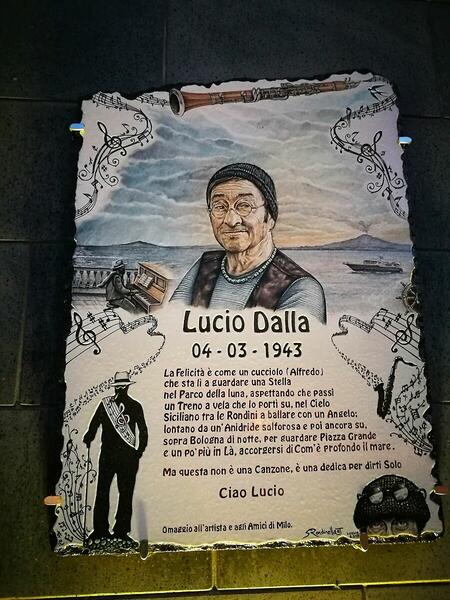 Lucio Dalla
04 - 03 - 1943
La Felicità è come un cucciolo (Alfredo)
che sta lì a guardare una Stella
nel Parco della luna, aspettando che passi
un Treno a vela che lo porti su, nel Cielo
Siciliano tra le Rondini a ballare con un Angelo;
lontano da un'Anidride solforosa e poi ancora su,
sopra Bologna di notte, per guardare Piazza Grande
e un po' più in Là, accorgersi di Com'è profondo il mare.
Ma questa non è una Canzone, è una dedica per dirti Solo
Ciao Lucio
Omaggio all'artista e agli Amici di Milo.